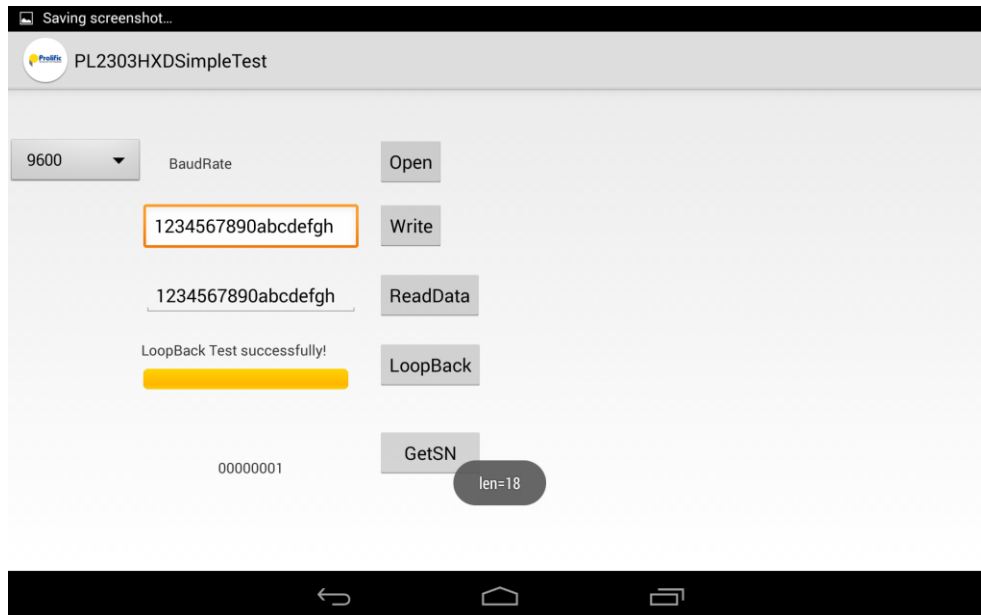 Saving screenshot...
Prolific
PL2303HXDSimpleTest
9600
BaudRate
Open
1234567890abcdefgh
Write
1234567890abcdefgh
ReadData
LoopBack Test successfully!
LoopBack
00000001
GetSN
len=18